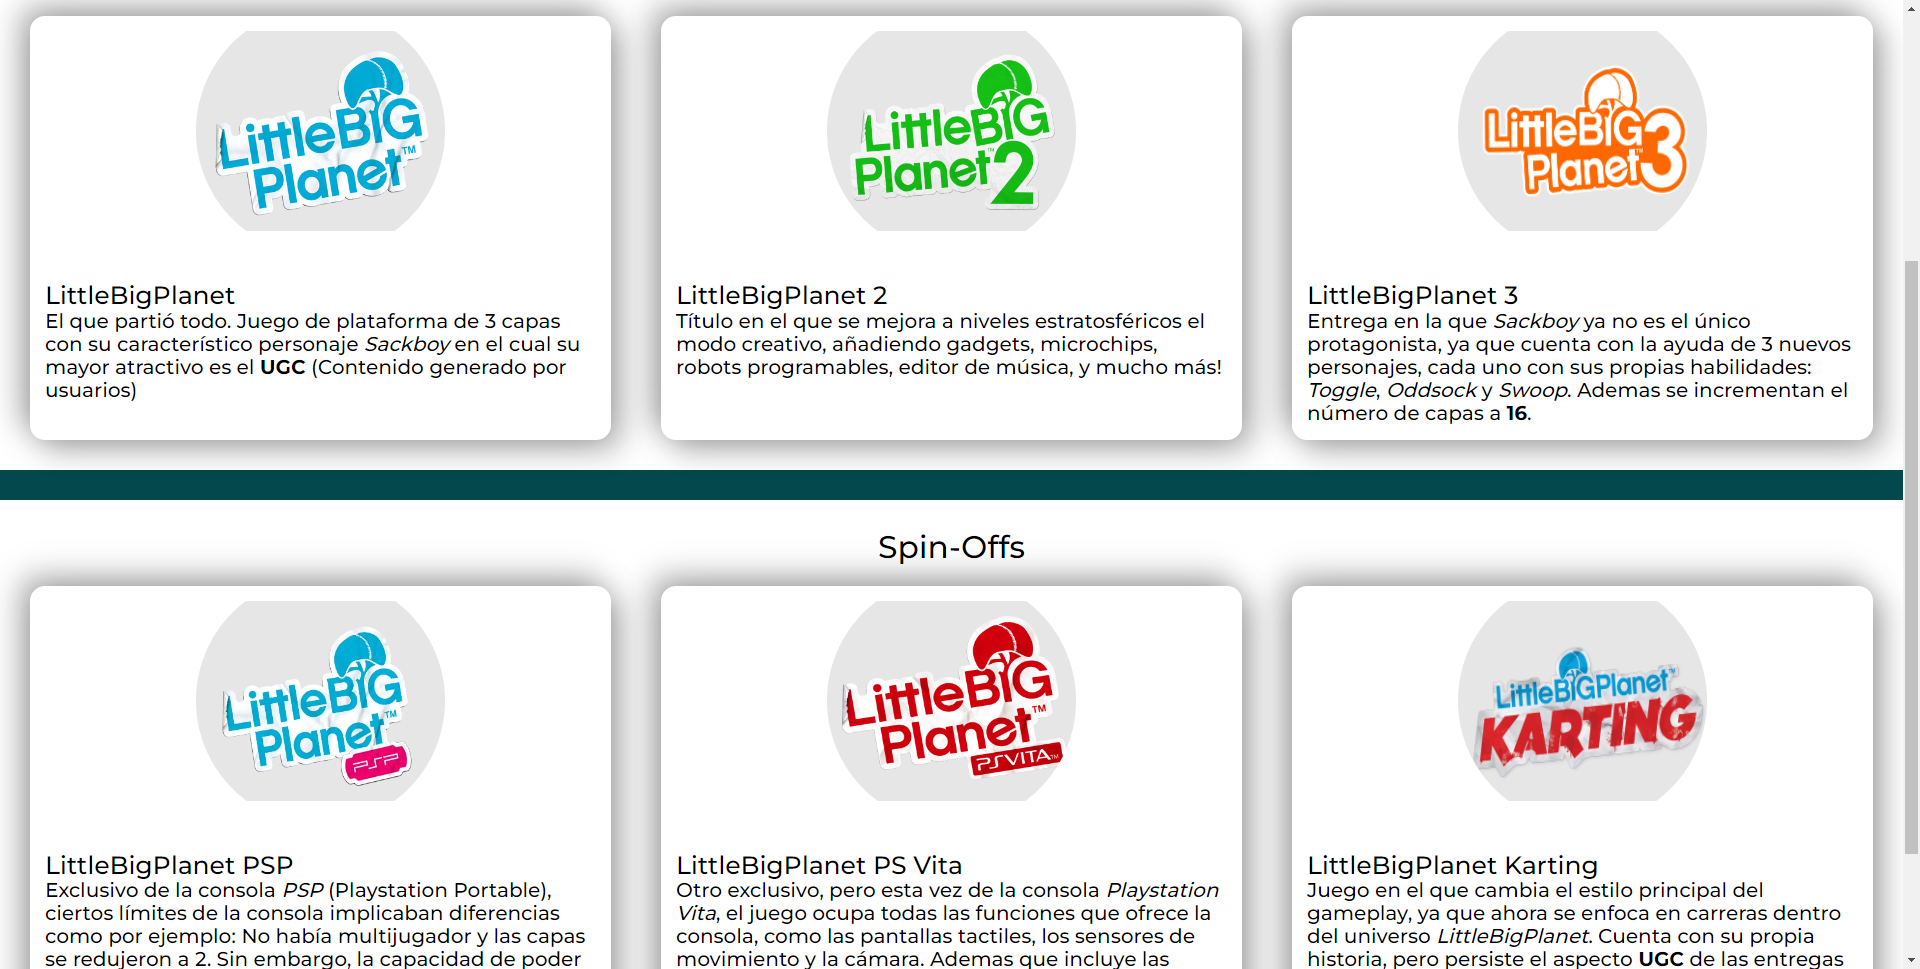 LittleBIG
Planet™
LittleBIG
Planet™2
LittleBIG
Planet™3
LittleBigPlanet
El que partió todo. Juego de plataforma de 3 capas
con su característico personaje Sackboy en el cual su
mayor atractivo es el UGC (Contenido generado por
usuarios)
LittleBigPlanet 2
Título en el que se mejora a niveles estratosféricos el
modo creativo, añadiendo gadgets, microchips,
robots programables, editor de música, y mucho más!
LittleBigPlanet 3
Entrega en la que Sackboy ya no es el único
protagonista, ya que cuenta con la ayuda de 3 nuevos
personajes, cada uno con sus propias habilidades:
Toggle, Oddsock y Swoop. Ademas se incrementan el
número de capas a 16.
Spin-Offs
LittleBIG
Planet™
PSP
LittleBIG
Planet™
PSVITA™
LittleBIGPlanet™
KARTING
LittleBigPlanet PSP
Exclusivo de la consola PSP (Playstation Portable),
ciertos límites de la consola implicaban diferencias
como por ejemplo: No había multijugador y las capas
se redujeron a 2. Sin embargo, la capacidad de poder
LittleBigPlanet PS Vita
Otro exclusivo, pero esta vez de la consola Playstation
Vita, el juego ocupa todas las funciones que ofrece la
consola, como las pantallas tactiles, los sensores de
movimiento y la cámara. Ademas que incluye las
LittleBigPlanet Karting
Juego en el que cambia el estilo principal del
gameplay, ya que ahora se enfoca en carreras dentro
del universo LittleBigPlanet. Cuenta con su propia
historia, pero persiste el aspecto UGC de las entregas